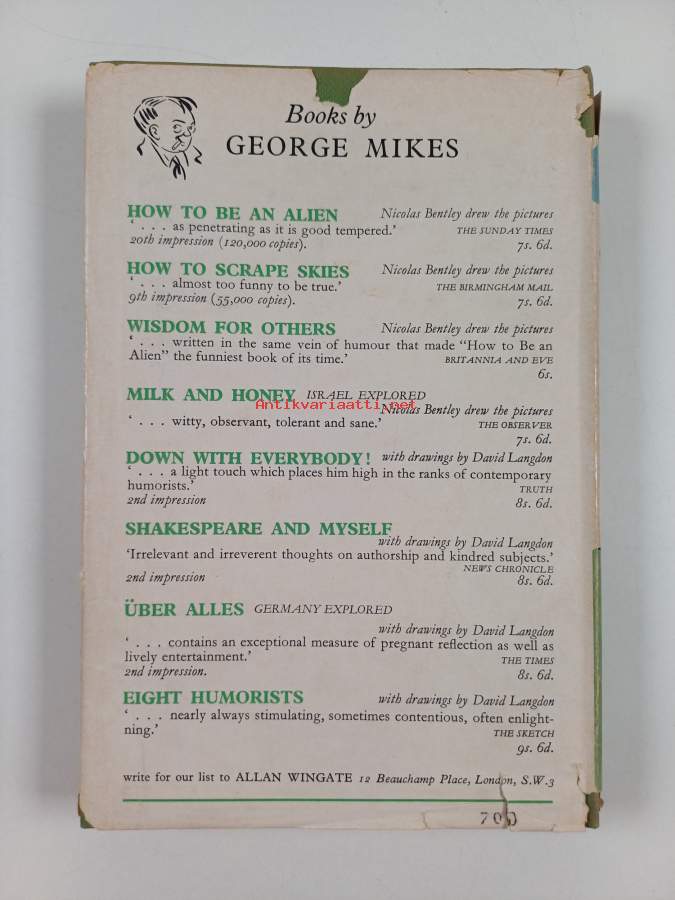 Books by
GEORGE MIKES
HOW TO BE AN ALIEN Nicolas Bentley drew the pictures
'. . . as penetrating as it is good tempered.' THE SUNDAY TIMES
20th impression (120,000 copies). 7s. 6d.
HOW TO SCRAPE SKIES Nicolas Bentley drew the pictures
'. . . almost too funny to be true.' THE BIRMINGHAM MAIL
9th impression (55,000 copies). 7s. 6d.
WISDOM FOR OTHERS Nicolas Bentley drew the pictures
'. . . written in the same vein of humour that made "How to Be an
Alien" the funniest book of its time.' BRITANNIA AND EVE
6s.
MILK AND HONEY ISRAEL EXPLORED
Antikvariaatti.net
Nicolas Bentley drew the pictures
'. . . witty, observant, tolerant and sane.' THE OBSERVER
7s. 6d.
DOWN WITH EVERYBODY! with drawings by David Langdon
'. . . a light touch which places him high in the ranks of contemporary
humorists.' TRUTH
2nd impression 8s. 6d.
SHAKESPEARE AND MYSELF
with drawings by David Langdon
'Irrelevant and irreverent thoughts on authorship and kindred subjects.'
NEWS CHRONICLE
2nd impression 8s. 6d.
ÜBER ALLES GERMANY EXPLORED
with drawings by David Langdon
'. . . contains an exceptional measure of pregnant reflection as well as
lively entertainment.' THE TIMES
2nd impression. 8s. 6d.
EIGHT HUMORISTS with drawings by David Langdon
'. . . nearly always stimulating, sometimes contentious, often enlight-
ning.' THE SKETCH
9s. 6d.
write for our list to ALLAN WINGATE 12 Beauchamp Place, London, S.W.3
700